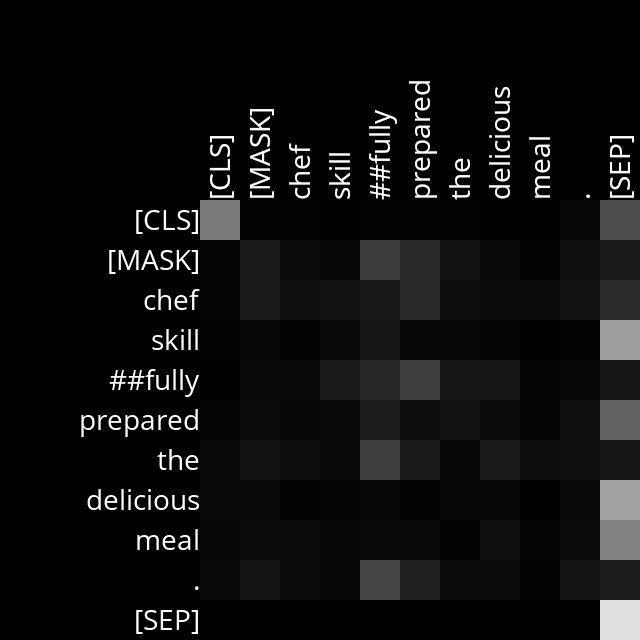 [CLS] [MASK] chef skill ##fully prepared the delicious meal . [SEP]
[CLS]
[MASK]
chef
skill
##fully
prepared
the
delicious
meal
.
[SEP]